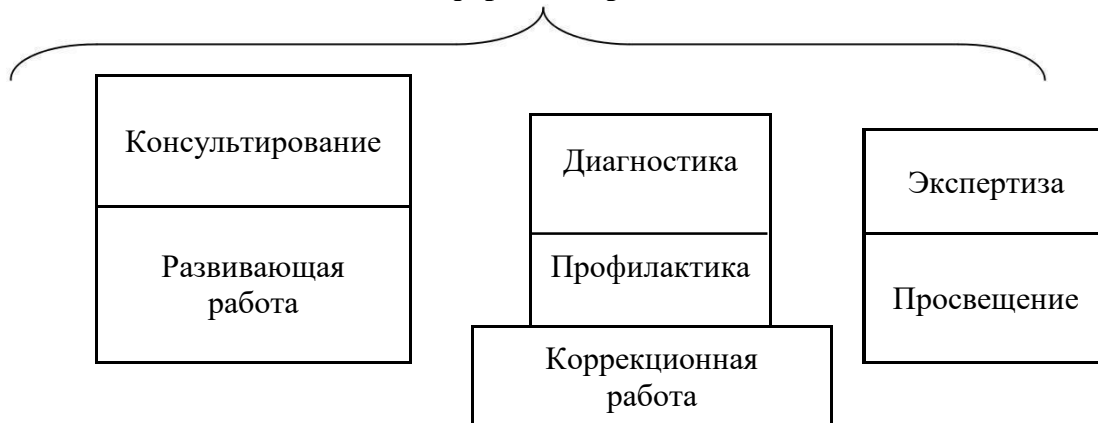 Консультирование
Развивающая
работа
Диагностика
Профилактика
Коррекционная
работа
Экспертиза
Просвещение